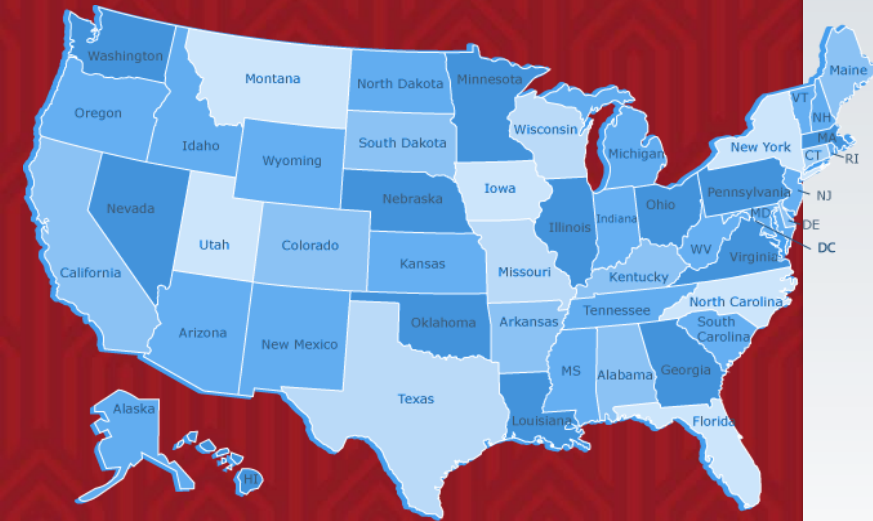 Washington
Montana
North Dakota
Minnesota
Maine
VT
NH
Oregon
Idaho
Wyoming
South Dakota
Wisconsin
Michigan
New York
MA
CT
RI
Nevada
Utah
Colorado
Nebraska
Iowa
Illinois
Indiana
Ohio
Pennsylvania
NJ
MD
DE
DC
California
Kansas
Missouri
Kentucky
WV
Virginia
Arizona
New Mexico
Oklahoma
Arkansas
Tennessee
North Carolina
South
Carolina
Texas
Louisiana
MS
Alabama
Georgia
Florida
Alaska
HI